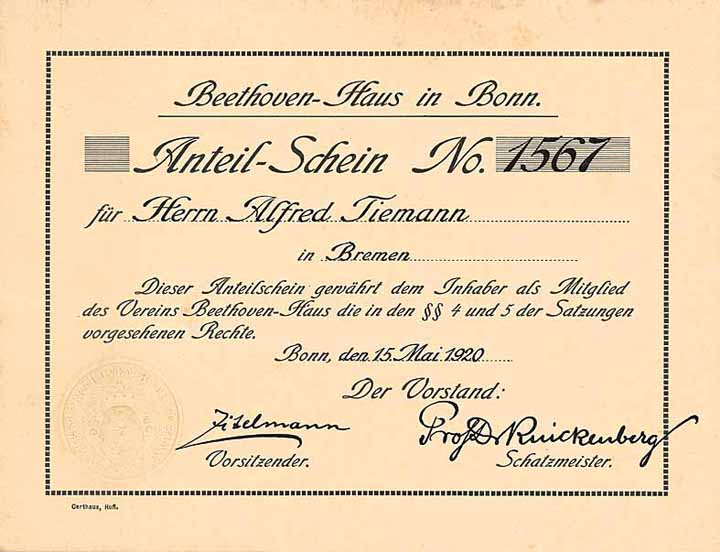 Beethoven-Haus in Bonn.
Anteil-Schein No. 1567
für Herrn Alfred Tiemann
in Bremen
Dieser Anteilschein gewährt dem Inhaber als Mitglied
des Vereins Beethoven-Haus die in den §§ 4 und 5 der Satzungen
vorgesehenen Rechte.
Bonn, den 15. Mai 1920
Der Vorstand:
Zitelmann
Prof Dr Knickenberg
Vorsitzender.
Schatzmeister.
Carthaus, Hofl.